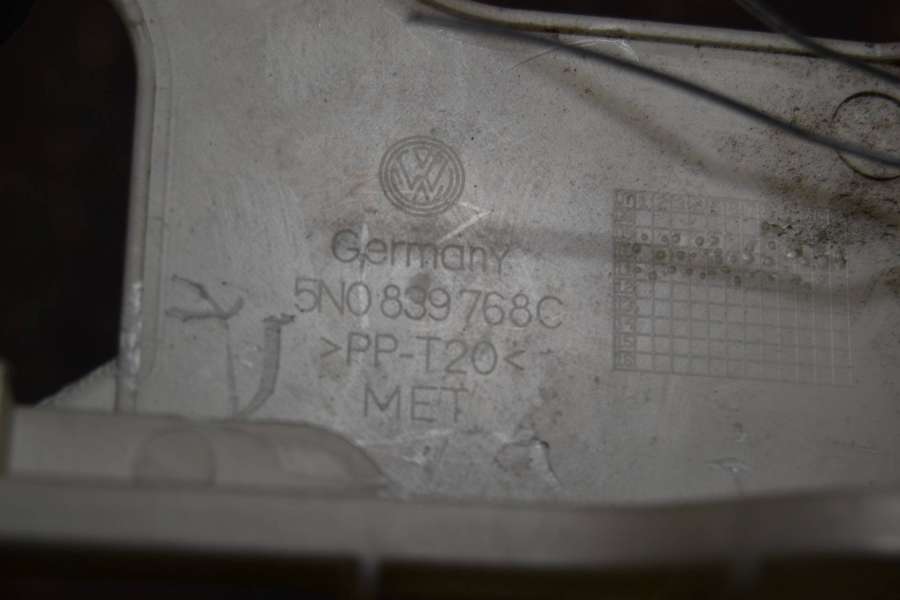 Germany
5N0 839 768C
>PP-T20<
MET